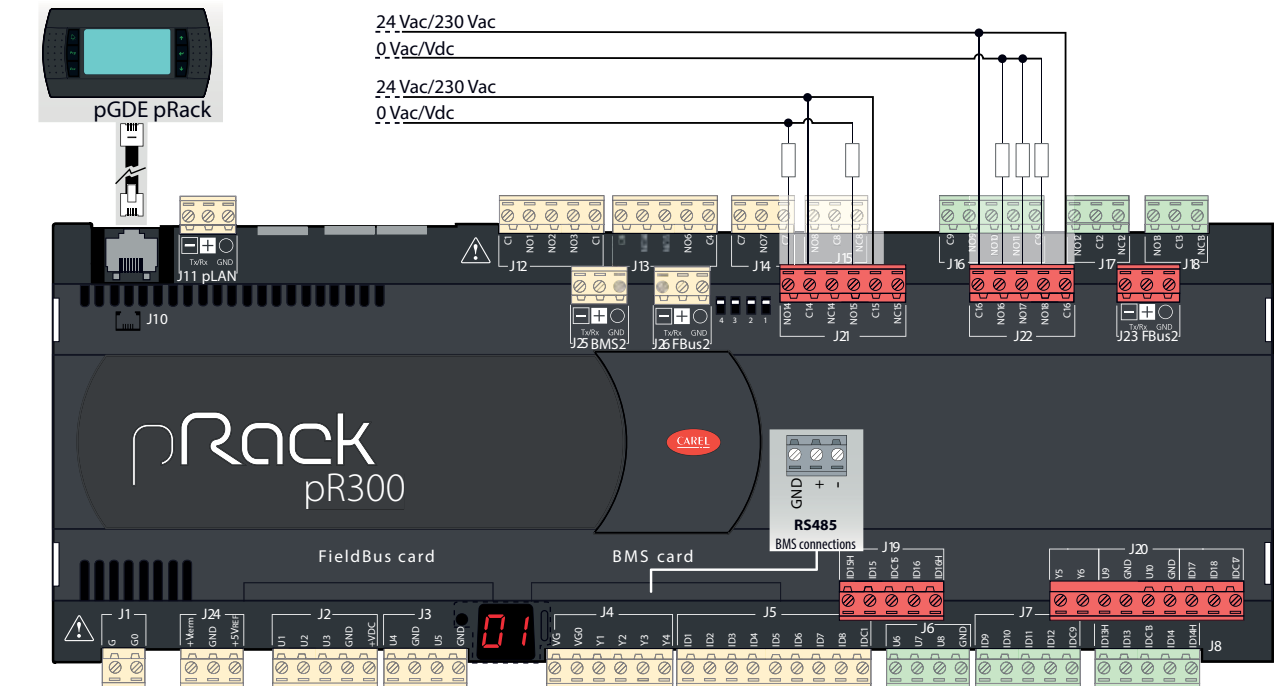 24 Vac/230 Vac
0 Vac/Vdc
24 Vac/230 Vac
0 Vac/Vdc
pGDE pRack
Tx/Rx GND
J11 pLAN
J10
C1 NO1 NO2 NO3 C1
J12
NO6 C4
J13
C7 NO7
J14
J15
C9
J16
NO12 C12 NC12
J17
NO13 C13 NC13
J18
Tx/Rx GND
J25 BMS2
Tx/Rx GND
J26 FBus2
4 3 2 1
NO14 C14 NC14 NO15 C15 NC15
J21
C16 NO16 NO17 NO18 C16
J22
Tx/Rx GND
J23 FBus2
pRack
pR300
CAREL
GND + -
RS485
BMS connections
FieldBus card
BMS card
J19
ID15H ID15 IDC15 ID16 ID16H
J20
Y5 Y6 U9 GND U10 GND ID17 ID18 IDC17
J1
G G0
J24
+Vterm GND +5VREF
J2
U1 U2 U3 GND +VDC
J3
U4 GND U5 GND
01
J4
VG VG0 Y1 Y2 Y3 Y4
J5
ID1 ID2 ID3 ID4 ID5 ID6 ID7 ID8 IDC1
J6
U6 U7 U8 GND
J7
ID9 ID10 ID11 ID12 IDC9
ID13H ID13 IDC13 ID14 ID14H
J8